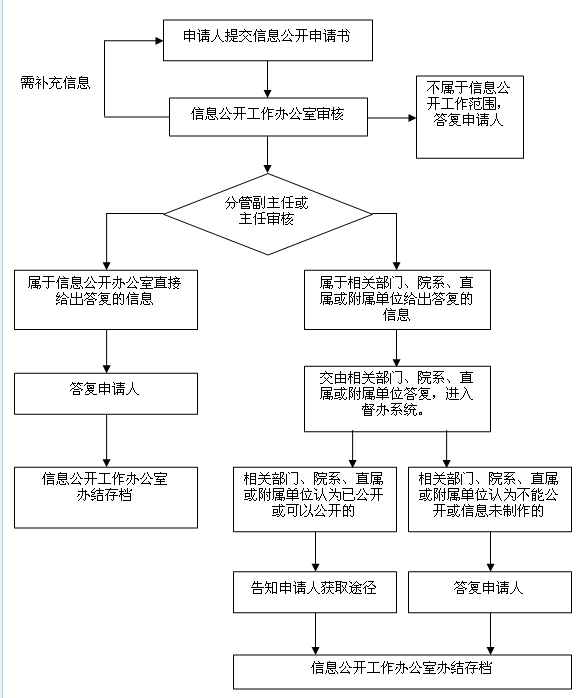 申请人提交信息公开申请书
需补充信息
信息公开工作办公室审核
不属于信息公
开工作范围，
答复申请人
分管副主任或
主任审核
属于信息公开办公室直接
给出答复的信息
属于相关部门、院系、直
属或附属单位给出答复的
信息
答复申请人
交由相关部门、院系、直
属或附属单位答复，进入
督办系统。
信息公开工作办公室
办结存档
相关部门、院系、直属
或附属单位认为已公开
或可以公开的
相关部门、院系、直属
或附属单位认为不能公
开或信息未制作的
告知申请人获取途径
答复申请人
信息公开工作办公室办结存档